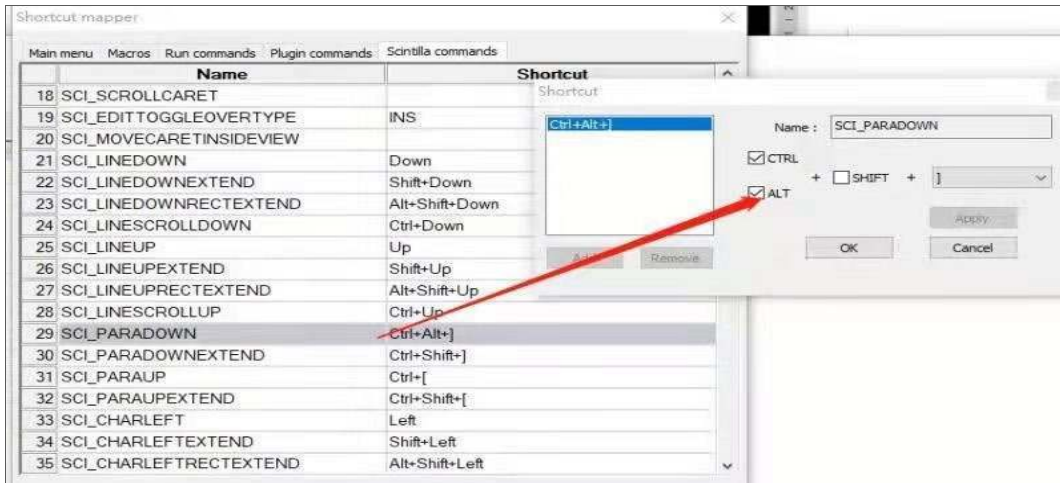 Shortcut mapper
Main menu Macros Run commands Plugin commands Scintilla commands
Name Shortcut
18 SCI_SCROLLCARET
19 SCI_EDITTOGGLEOVERTYPE INS
20 SCI_MOVECARETINSIDEVIEW
21 SCI_LINEDOWN Down
22 SCI_LINEDOWNEXTEND Shift+Down
23 SCI_LINEDOWNRECTEXTEND Alt+Shift+Down
24 SCI_LINESCROLLDOWN Ctrl+Down
25 SCI_LINEUP Up
26 SCI_LINEUPEXTEND Shift+Up
27 SCI_LINEUPRECTEXTEND Alt+Shift+Up
28 SCI_LINESCROLLUP Ctrl+Up
29 SCI_PARADOWN Ctrl+Alt+]
30 SCI_PARADOWNEXTEND Ctrl+Shift+]
31 SCI_PARAUP Ctrl+[
32 SCI_PARAUPEXTEND Ctrl+Shift+[
33 SCI_CHARLEFT Left
34 SCI_CHARLEFTEXTEND Shift+Left
35 SCI_CHARLEFTRECTEXTEND Alt+Shift+Left
Shortcut
Ctrl+Alt+]
Name : SCI_PARADOWN
CTRL
+ SHIFT + ]
ALT
Apply
Add Remove
OK Cancel